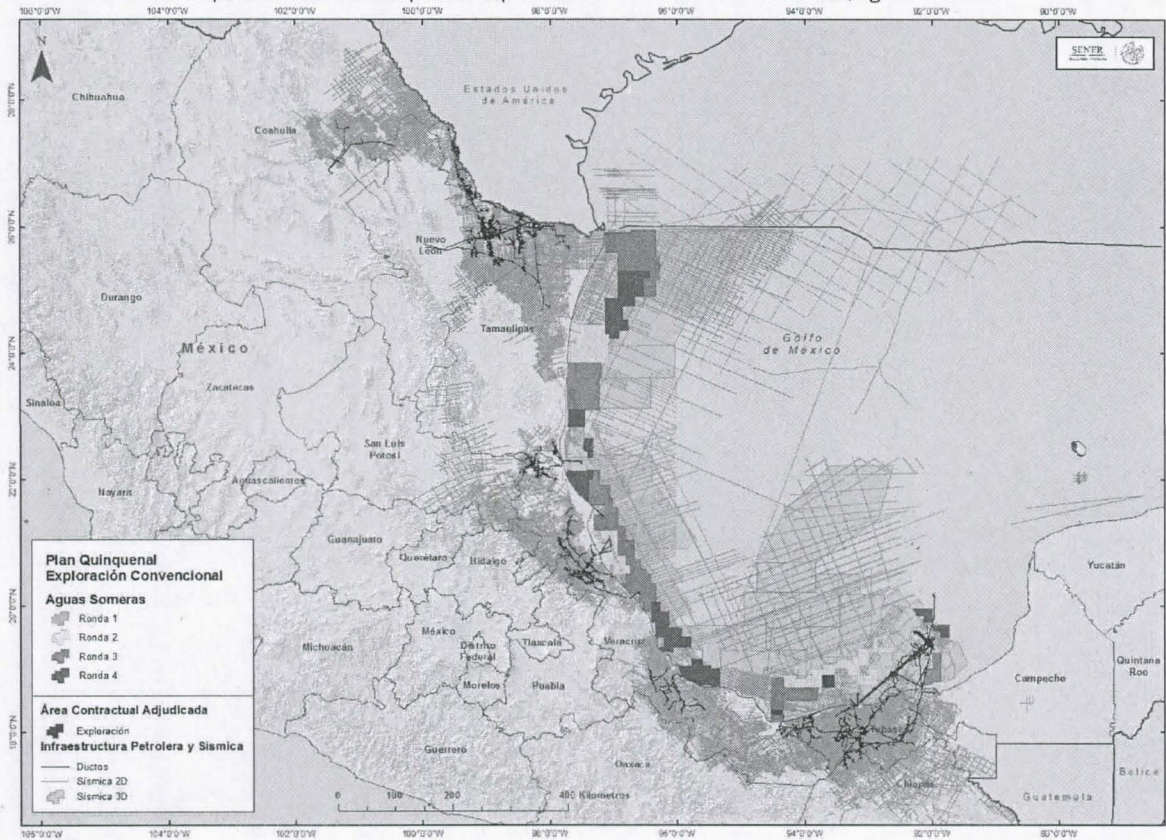 106°0'0"W
104°0'0"W
102°0'0"W
100°0'0"W
98°0'0"W
96°0'0"W
94°0'0"W
92°0'0"W
90°0'0"W
N
SENER
28°0'0"N
26°0'0"N
24°0'0"N
22°0'0"N
20°0'0"N
18°0'0"N
Chihuahua
Coahuila
Estados Unidos
de América
Nuevo
León
Durango
Tamaulipas
Golfo
de México
México
Zacatecas
Sinaloa
San Luis
Potosí
Nayarit
Aguascalientes
Guanajuato
Querétaro
Hidalgo
Yucatán
Michoacán
México
Distrito
Federal
Tlaxcala
Veracruz
Morelos
Puebla
Campeche
Quintana
Roo
Guerrero
Oaxaca
Chiapas
Guatemala
Belice
Plan Quinquenal
Exploración Convencional
Aguas Someras
Ronda 1
Ronda 2
Ronda 3
Ronda 4
Área Contractual Adjudicada
Exploración
Infraestructura Petrolera y Sísmica
Ductos
Sísmica 2D
Sísmica 3D
0 100 200 400 Kilometros
106°0'0"W
104°0'0"W
102°0'0"W
100°0'0"W
98°0'0"W
96°0'0"W
94°0'0"W
92°0'0"W
90°0'0"W